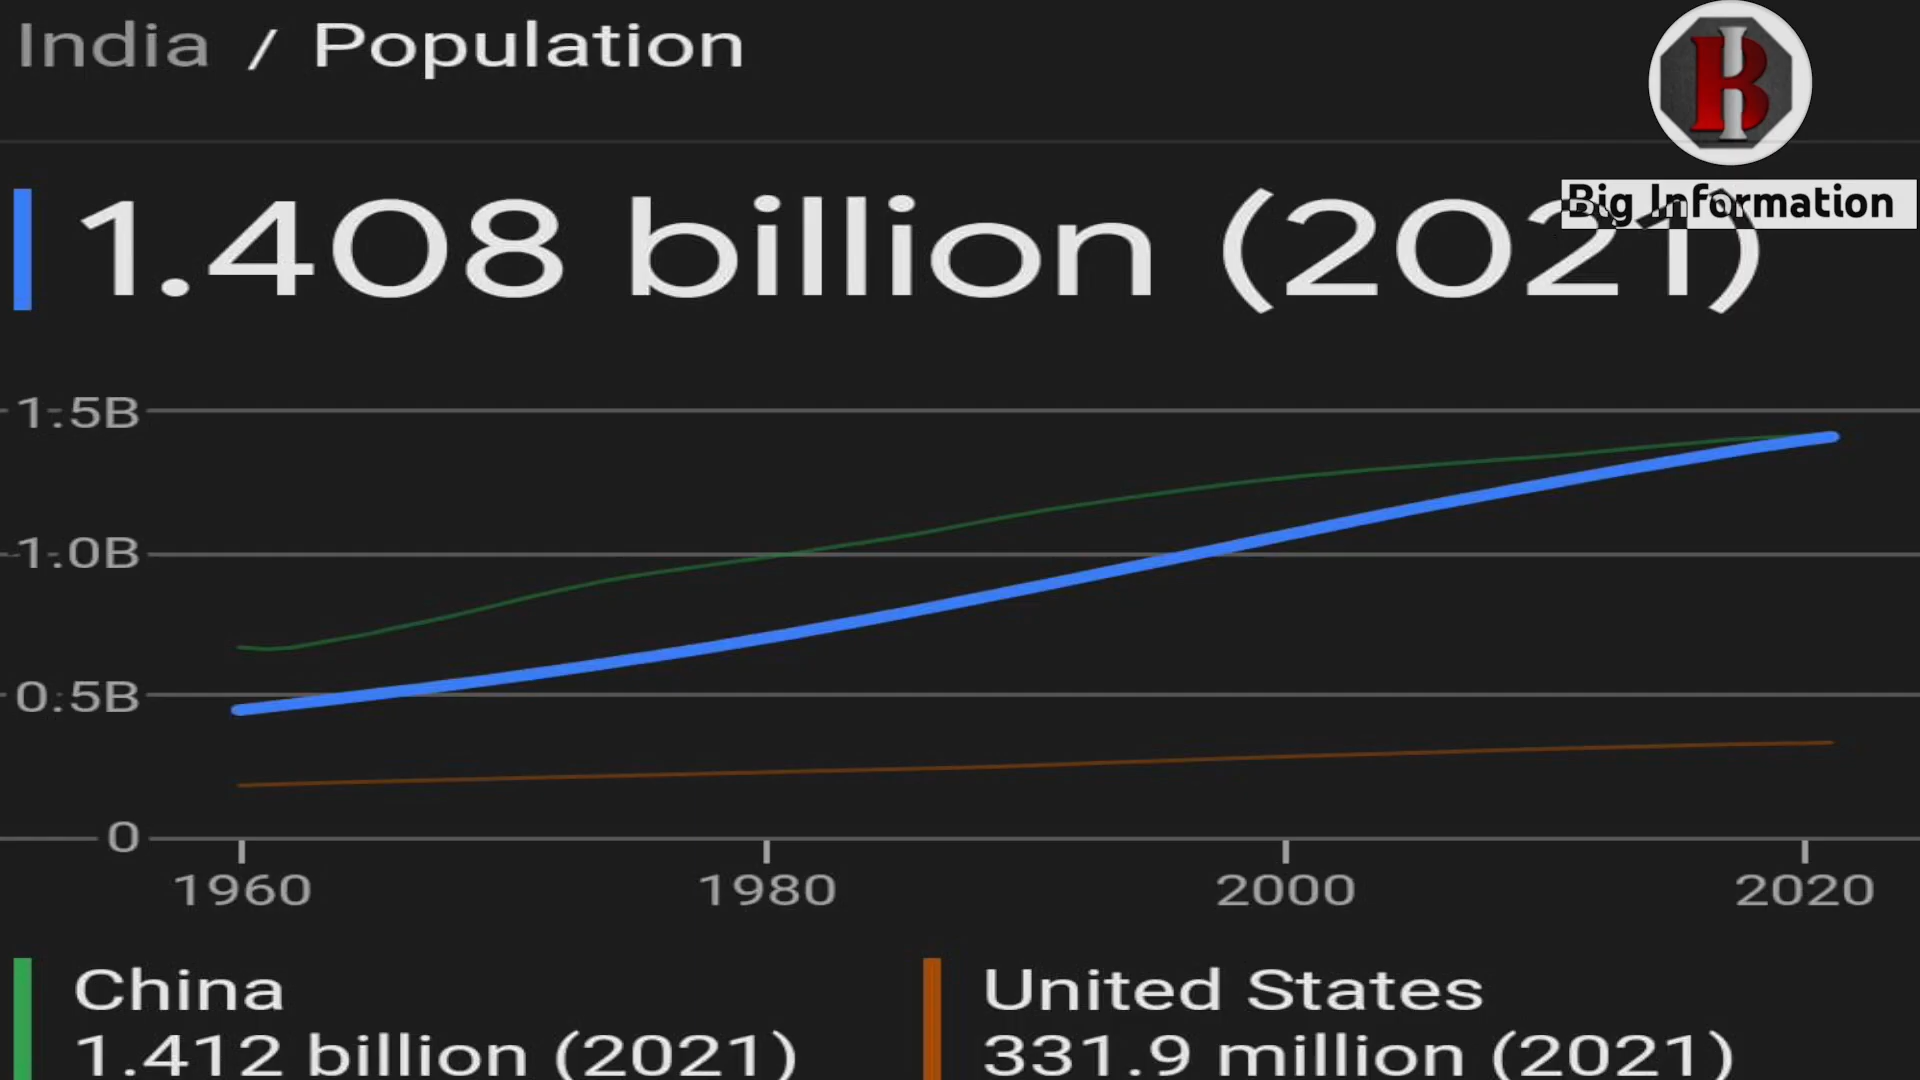 India / Population
Big Information
1.408 billion (2021)
1.5B
1.0B
0.5B
0
1960 1980 2000 2020
China
1.412 billion (2021)
United States
331.9 million (2021)